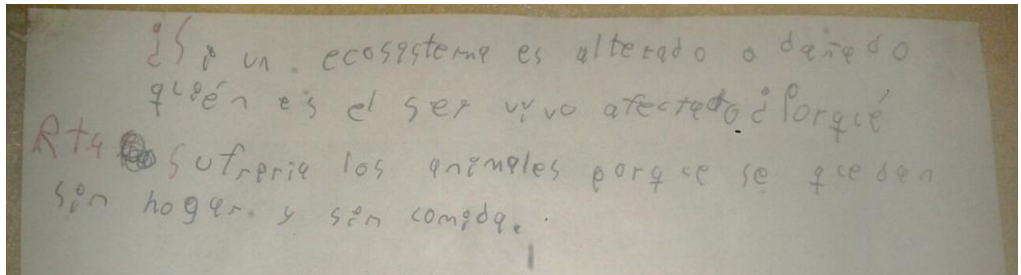 ¿Si un. ecosistema es alterado o dañado
quién es el ser vivo afectado ¿Porqué
Rta Sufreria los animales porque se quedan
sin hogar. y sin comida.